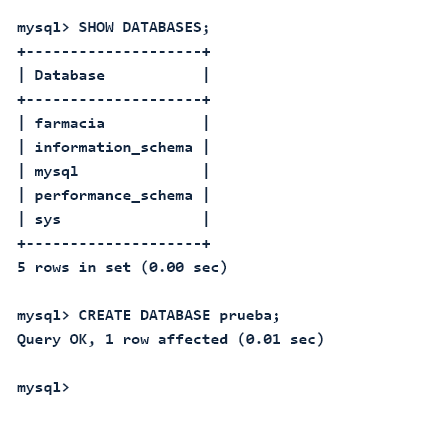 mysql> SHOW DATABASES;
+--------------------+
| Database           |
+--------------------+
| farmacia           |
| information_schema |
| mysql              |
| performance_schema |
| sys                |
+--------------------+
5 rows in set (0.00 sec)

mysql> CREATE DATABASE prueba;
Query OK, 1 row affected (0.01 sec)

mysql>